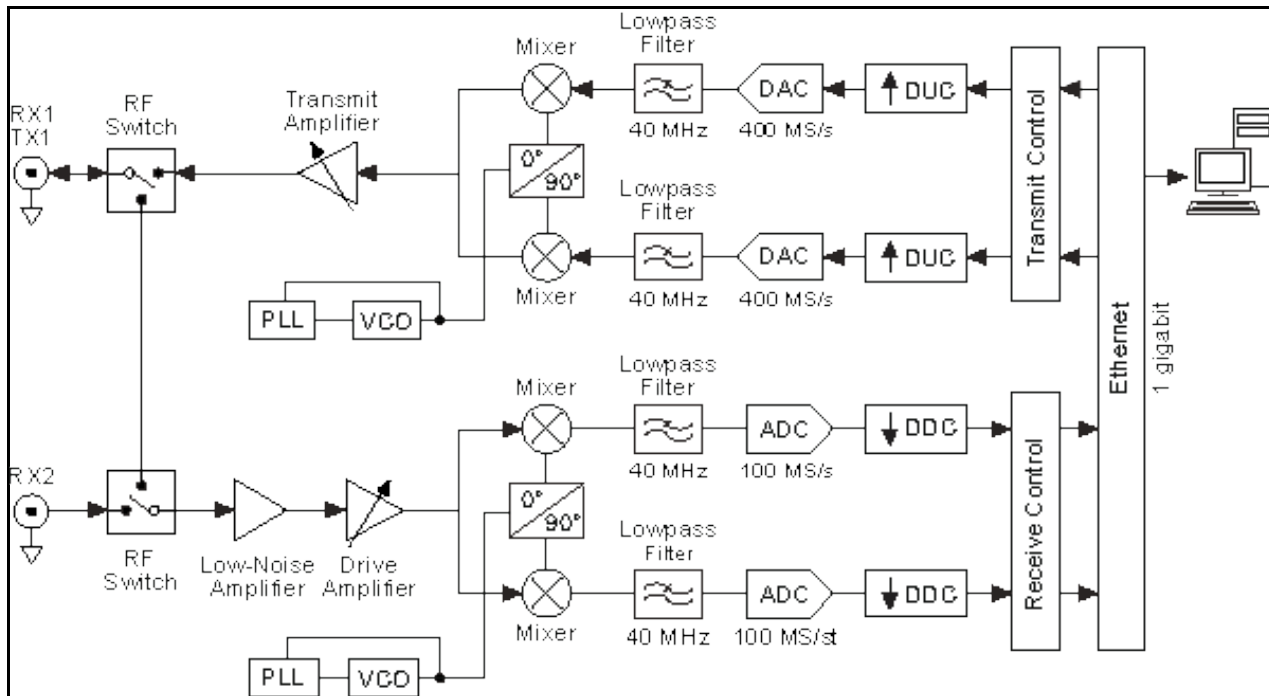 RX1
TX1
RF
Switch
Transmit
Amplifier
Mixer
Lowpass
Filter
40 MHz
DAC
400 MS/s
DUC
0°
90°
Mixer
Lowpass
Filter
40 MHz
DAC
400 MS/s
DUC
Transmit Control
PLL
VCO
Ethernet
1 gigabit
RX2
RF
Switch
Low-Noise
Amplifier
Drive
Amplifier
Mixer
Lowpass
Filter
40 MHz
ADC
100 MS/s
DDC
0°
90°
Mixer
Lowpass
Filter
40 MHz
ADC
100 MS/st
DDC
Receive Control
PLL
VCO